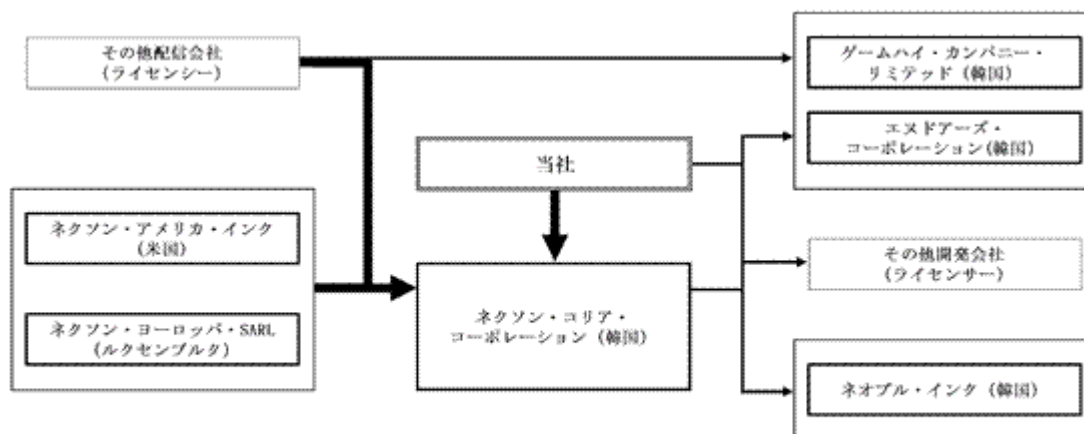 その他配信会社
(ライセンシー)
ゲームハイ・カンパニー・
リミテッド (韓国)
エヌドアーズ・
コーポレーション(韓国)
当社
ネクソン・アメリカ・インク
(米国)
その他開発会社
(ライセンサー)
ネクソン・コリア・
コーポレーション (韓国)
ネクソン・ヨーロッパ・SARL
(ルクセンブルク)
ネオプル・インク (韓国)